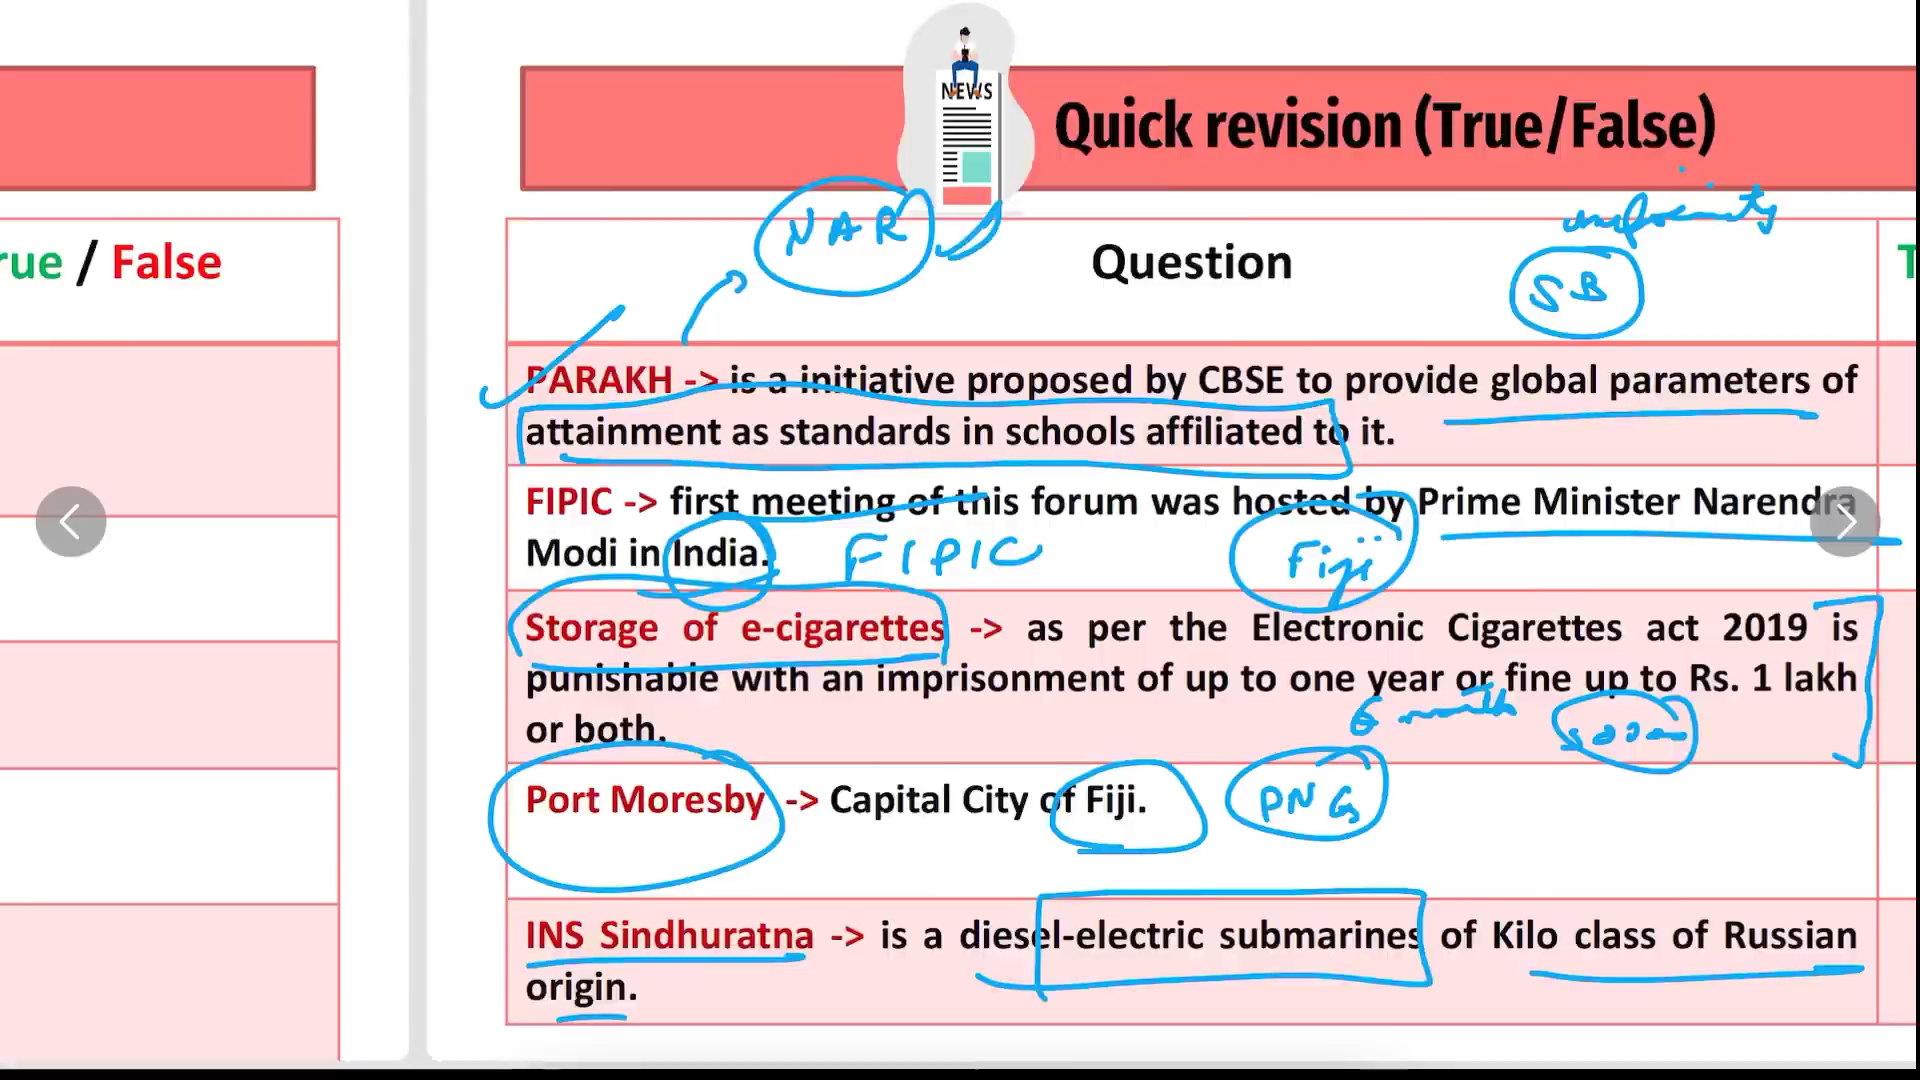 NEWS
Quick revision (True/False)
rue / False
NAR
uniformity
Question
SB
T
PARAKH -> is a initiative proposed by CBSE to provide global parameters of
attainment as standards in schools affiliated to it.
FIPIC -> first meeting of this forum was hosted by Prime Minister Narendra
Modi in India.
FIPIC
Fiji
Storage of e-cigarettes -> as per the Electronic Cigarettes act 2019 is
punishable with an imprisonment of up to one year or fine up to Rs. 1 lakh
or both.
6 month
Port Moresby -> Capital City of Fiji.
PNG
INS Sindhuratna -> is a diesel-electric submarines of Kilo class of Russian
origin.